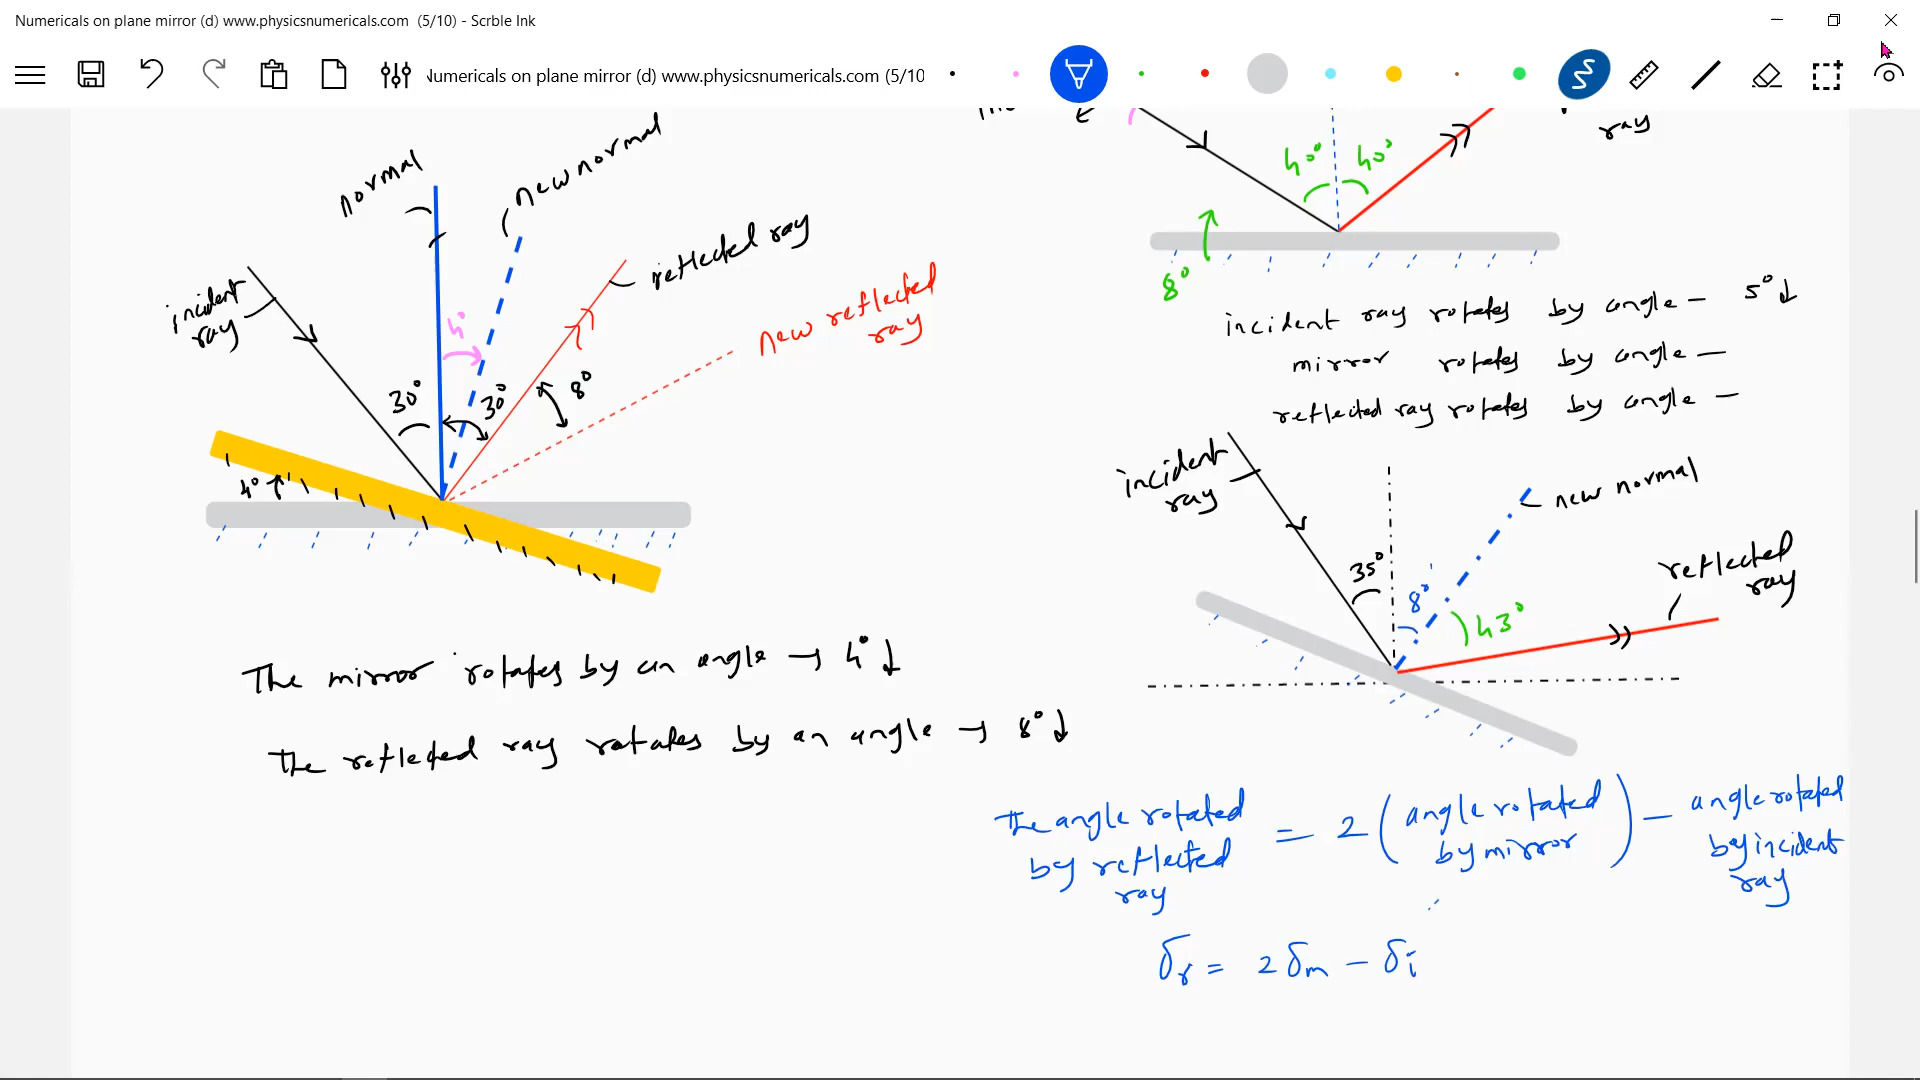 Numericals on plane mirror (d) www.physicsnumericals.com (5/10) - Scrble Ink
Numericals on plane mirror (d) www.physicsnumericals.com (5/10
normal
new normal
incident
ray
reflected ray
new reflected
ray
4°
30°
30°
8°
4°
The mirror rotates by an angle → 4° ↓
The reflected ray rotates by an angle → 8° ↓
ray
40° 40°
8°
incident ray rotates by angle – 5° ↓
mirror rotates by angle –
reflected ray rotates by angle –
incident
ray
new normal
reflected
ray
35°
8°
43°
The angle rotated
by reflected
ray
= 2 (angle rotated
by mirror) –
angle rotated
by incident
ray
δr = 2 δm – δi